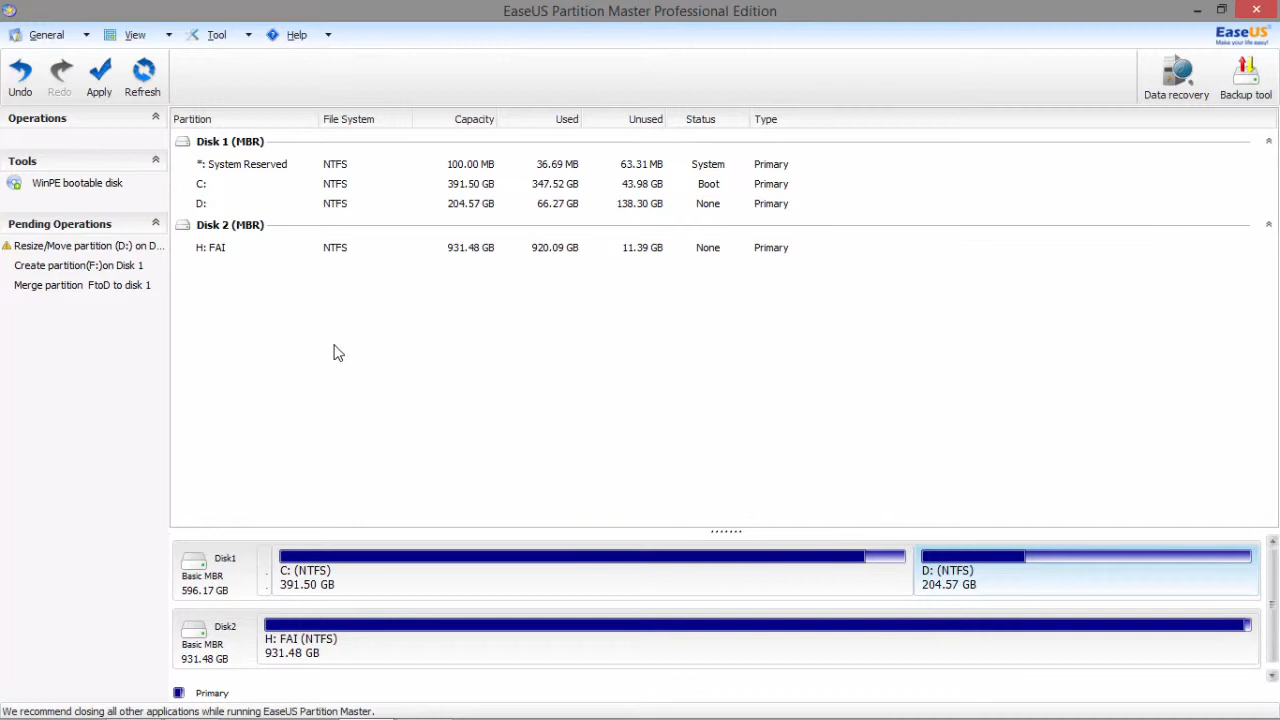 EaseUS Partition Master Professional Edition
General View Tool Help
EaseUS
Make your life easy!
Undo Redo Apply Refresh Data recovery Backup tool
Operations
Tools
WinPE bootable disk
Pending Operations
Resize/Move partition (D:) on D...
Create partition(F:)on Disk 1
Merge partition FtoD to disk 1
Partition File System Capacity Used Unused Status Type
Disk 1 (MBR)
*: System Reserved NTFS 100.00 MB 36.69 MB 63.31 MB System Primary
C: NTFS 391.50 GB 347.52 GB 43.98 GB Boot Primary
D: NTFS 204.57 GB 66.27 GB 138.30 GB None Primary
Disk 2 (MBR)
H: FAI NTFS 931.48 GB 920.09 GB 11.39 GB None Primary
Disk1
Basic MBR
596.17 GB
C: (NTFS)
391.50 GB
D: (NTFS)
204.57 GB
Disk2
Basic MBR
931.48 GB
H: FAI (NTFS)
931.48 GB
Primary
We recommend closing all other applications while running EaseUS Partition Master.